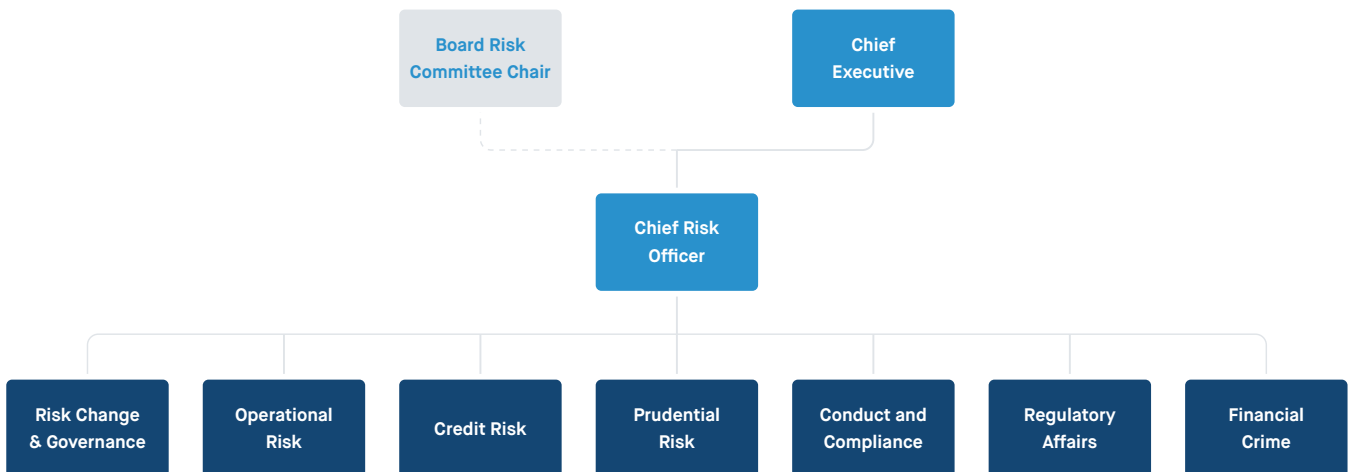 Board Risk
Committee Chair
Chief
Executive
Chief Risk
Officer
Risk Change
& Governance
Operational
Risk
Credit Risk
Prudential
Risk
Conduct and
Compliance
Regulatory
Affairs
Financial
Crime